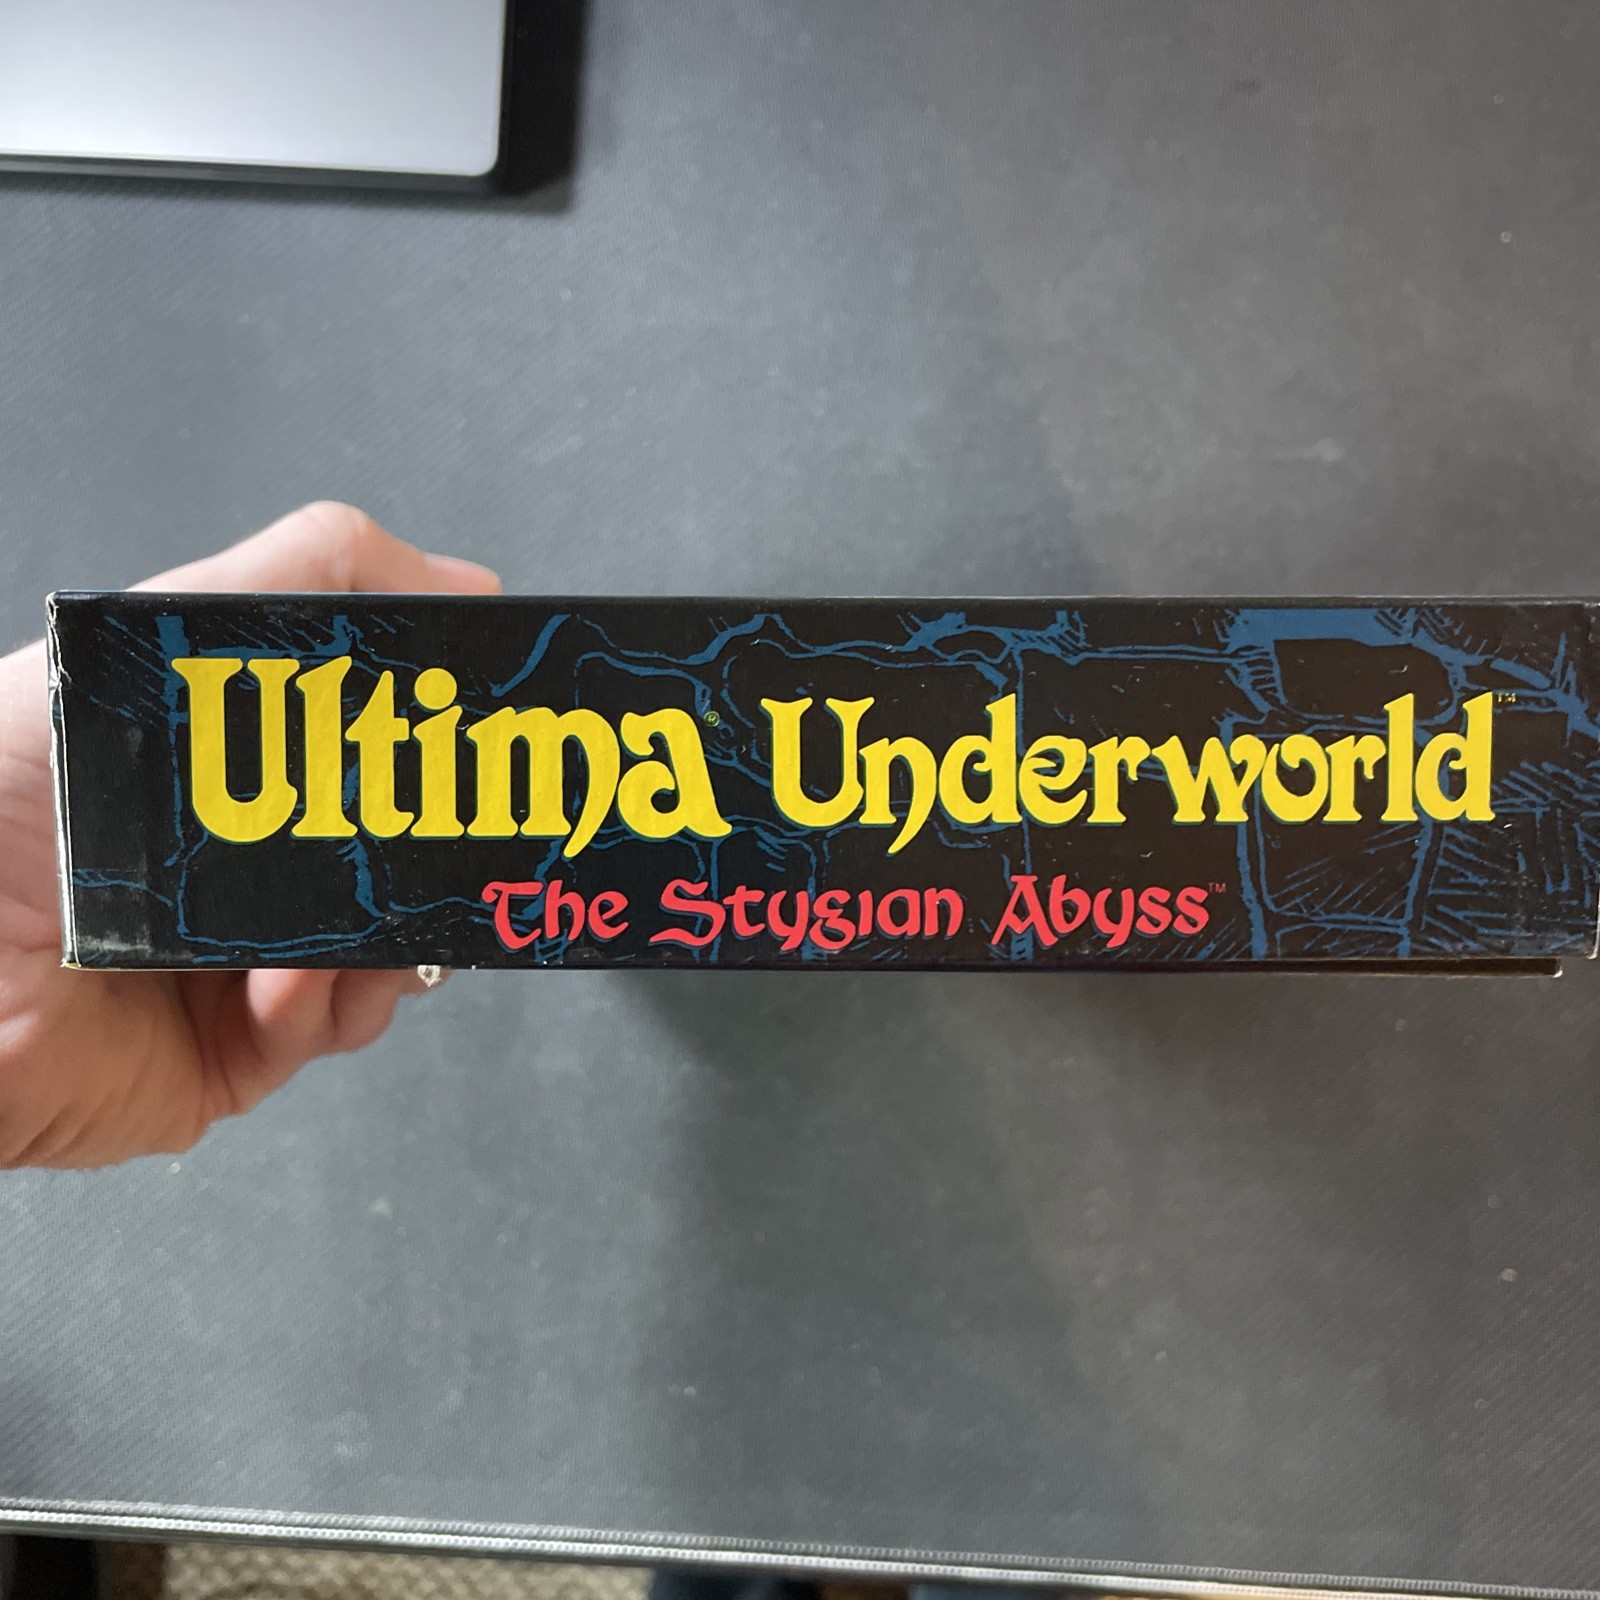 Ultima® Underworld™
The Stygian Abyss™